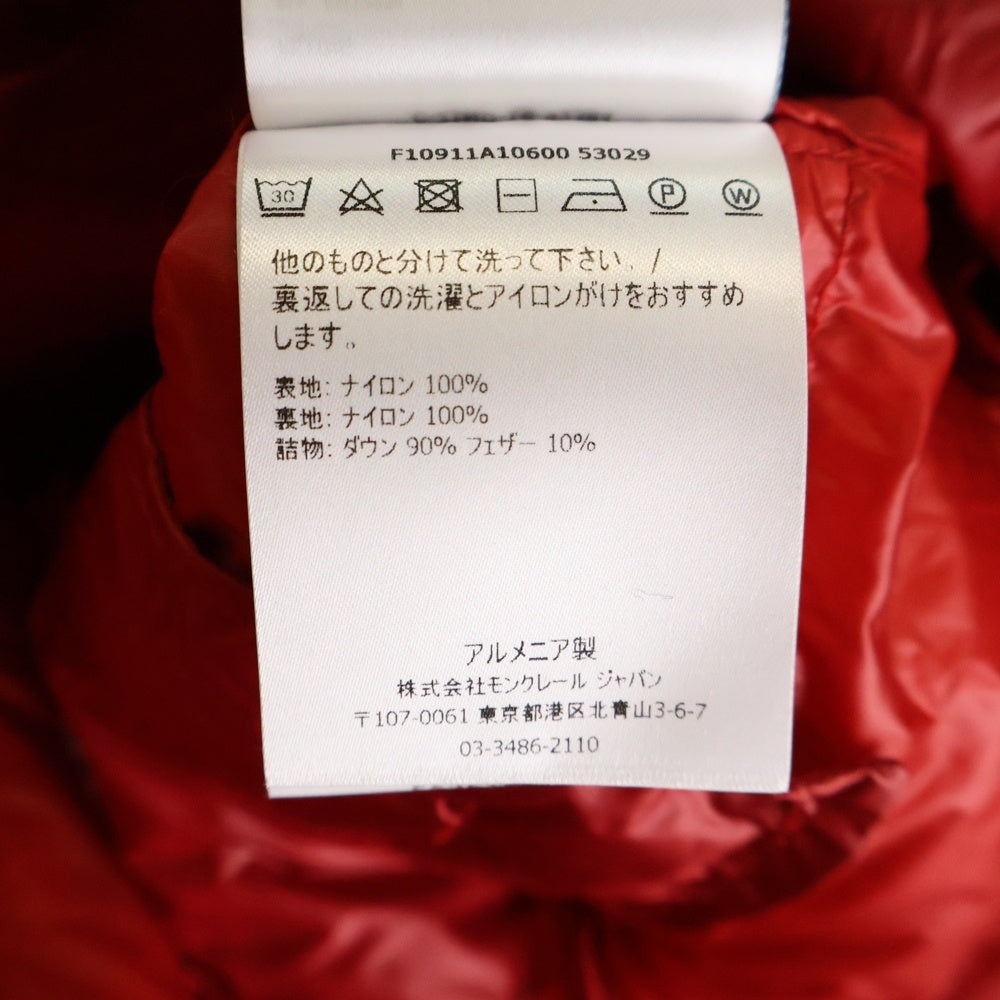 F10911A10600 53029
30 P W
他のものと分けて洗って下さい。/
裏返しての洗濯とアイロンがけをおすすめ
します。
表地: ナイロン 100%
裏地: ナイロン 100%
詰物: ダウン 90% フェザー 10%
アルメニア製
株式会社モンクレール ジャパン
〒107-0061 東京都港区北青山3-6-7
03-3486-2110